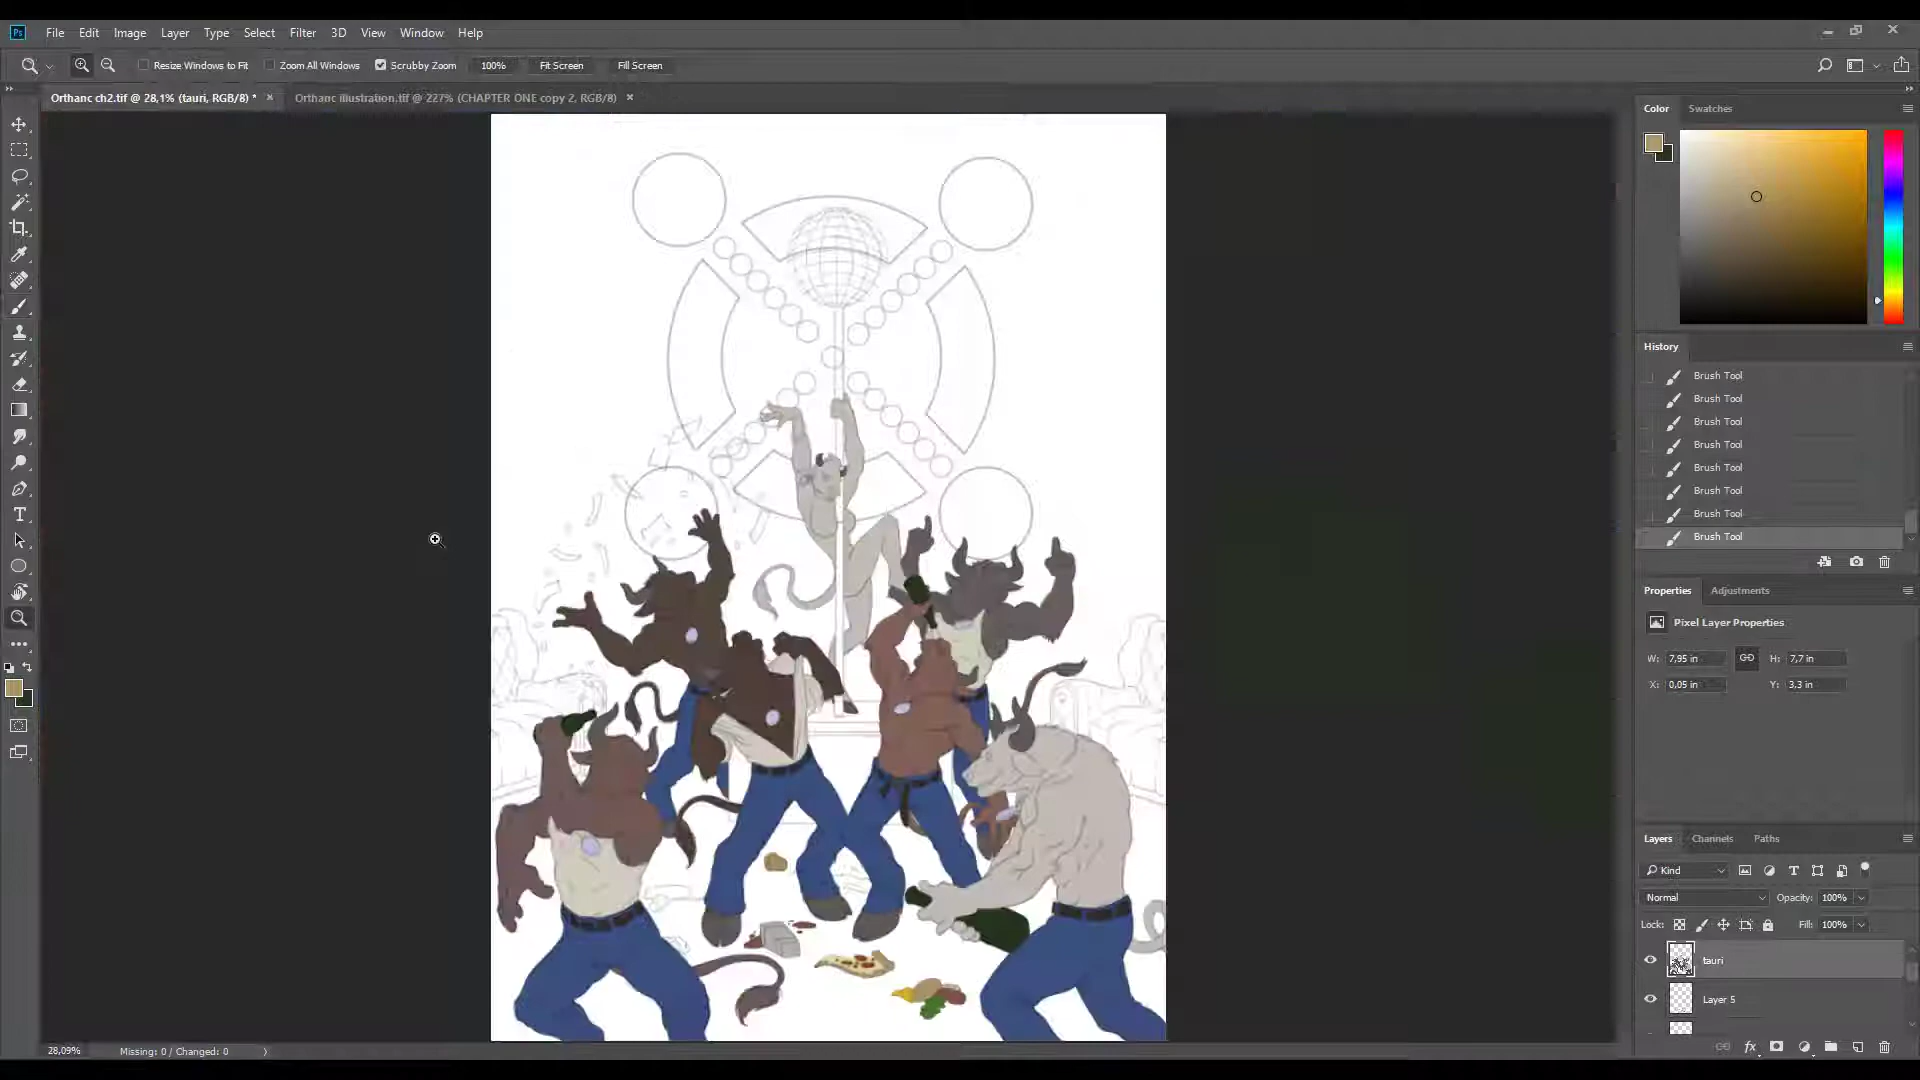 Ps File Edit Image Layer Type Select Filter 3D View Window Help
Resize Windows to Fit Zoom All Windows Scrubby Zoom 100% Fit Screen Fill Screen
Orthanc ch2.tif @ 28,1% (tauri, RGB/8) * Orthanc illustration.tif @ 227% (CHAPTER ONE copy 2, RGB/8)
Color Swatches
History
Brush Tool
Brush Tool
Brush Tool
Brush Tool
Brush Tool
Brush Tool
Brush Tool
Brush Tool
Properties Adjustments
Pixel Layer Properties
W: 7,95 in H: 7,7 in
X: 0,05 in Y: 3,3 in
Layers Channels Paths
Kind
Normal Opacity: 100%
Lock: Fill: 100%
tauri
Layer 5
fx
28,09% Missing: 0 / Changed: 0